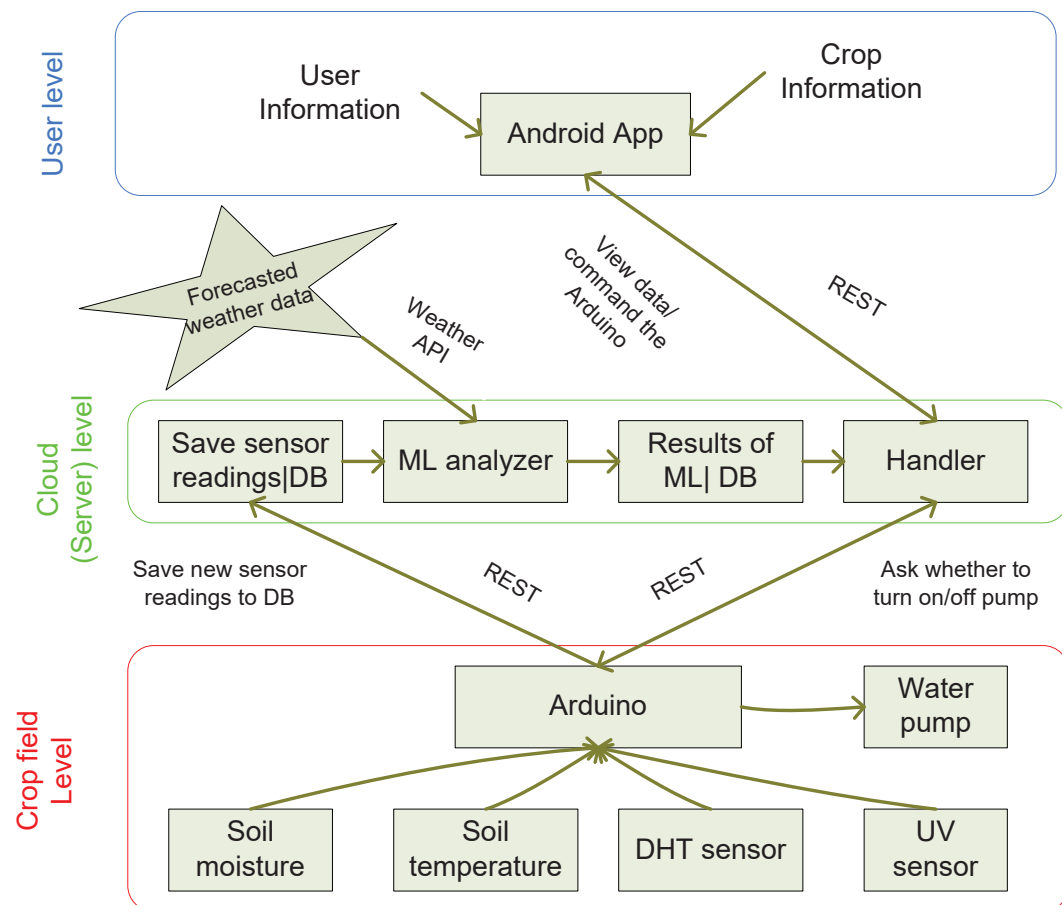 User level
User
Information
Crop
Information
Android App
Forecasted
weather data
Weather
API
View data/
command the
Arduino
REST
Cloud
(Server) level
Save sensor
readings|DB
ML analyzer
Results of
ML| DB
Handler
Save new sensor
readings to DB
REST
REST
Ask whether to
turn on/off pump
Crop field
Level
Arduino
Water
pump
Soil
moisture
Soil
temperature
DHT sensor
UV
sensor